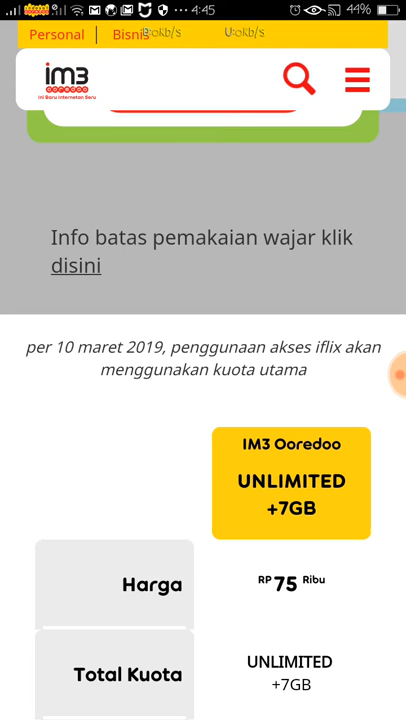 4:45
44%
Personal | Bisnis
im3
ooredoo
Ini Baru Internetan Seru
Info batas pemakaian wajar klik
disini
per 10 maret 2019, penggunaan akses iflix akan
menggunakan kuota utama
IM3 Ooredoo
UNLIMITED
+7GB
Harga
RP 75 Ribu
Total Kuota
UNLIMITED
+7GB